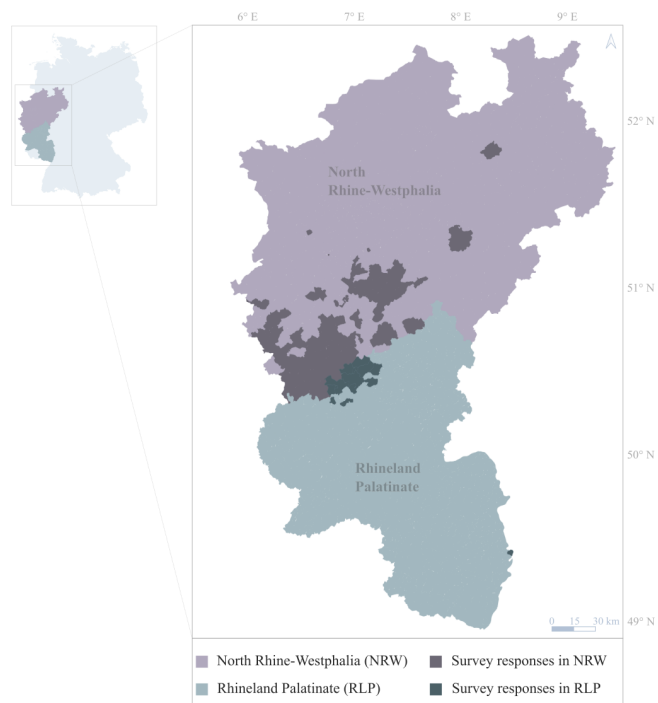 6° E 7° E 8° E 9° E
52° N
North
Rhine-Westphalia
51° N
50° N
Rhineland
Palatinate
0 15 30 km
49° N
North Rhine-Westphalia (NRW) Survey responses in NRW
Rhineland Palatinate (RLP) Survey responses in RLP